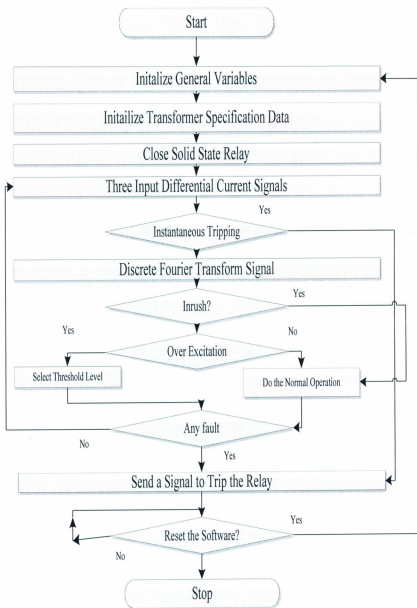 Start
Initalize General Variables
Initailize Transformer Specification Data
Close Solid State Relay
Three Input Differential Current Signals
Yes
Instantaneous Tripping
Discrete Fourier Transform Signal
Yes
Inrush?
Yes
No
Over Excitation
Select Threshold Level
Do the Normal Operation
Any fault
No
Yes
Send a Signal to Trip the Relay
Yes
Reset the Software?
No
Stop